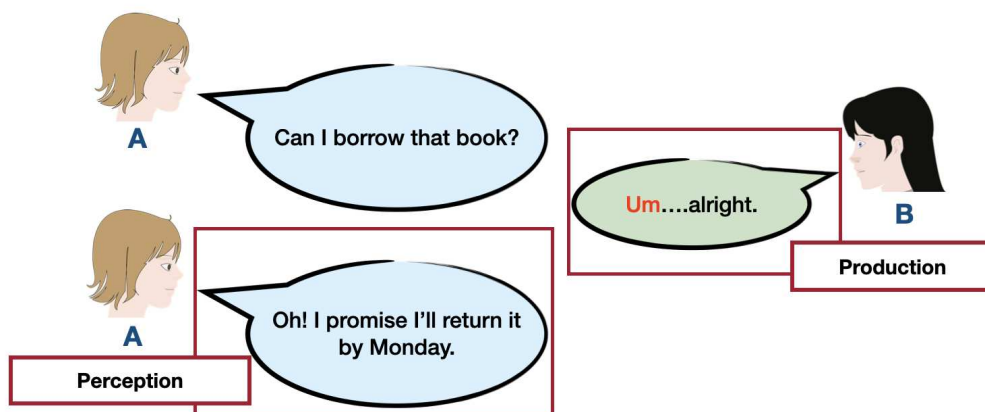 A
Can I borrow that book?
Um....alright.
B
Production
A
Oh! I promise I'll return it
by Monday.
Perception